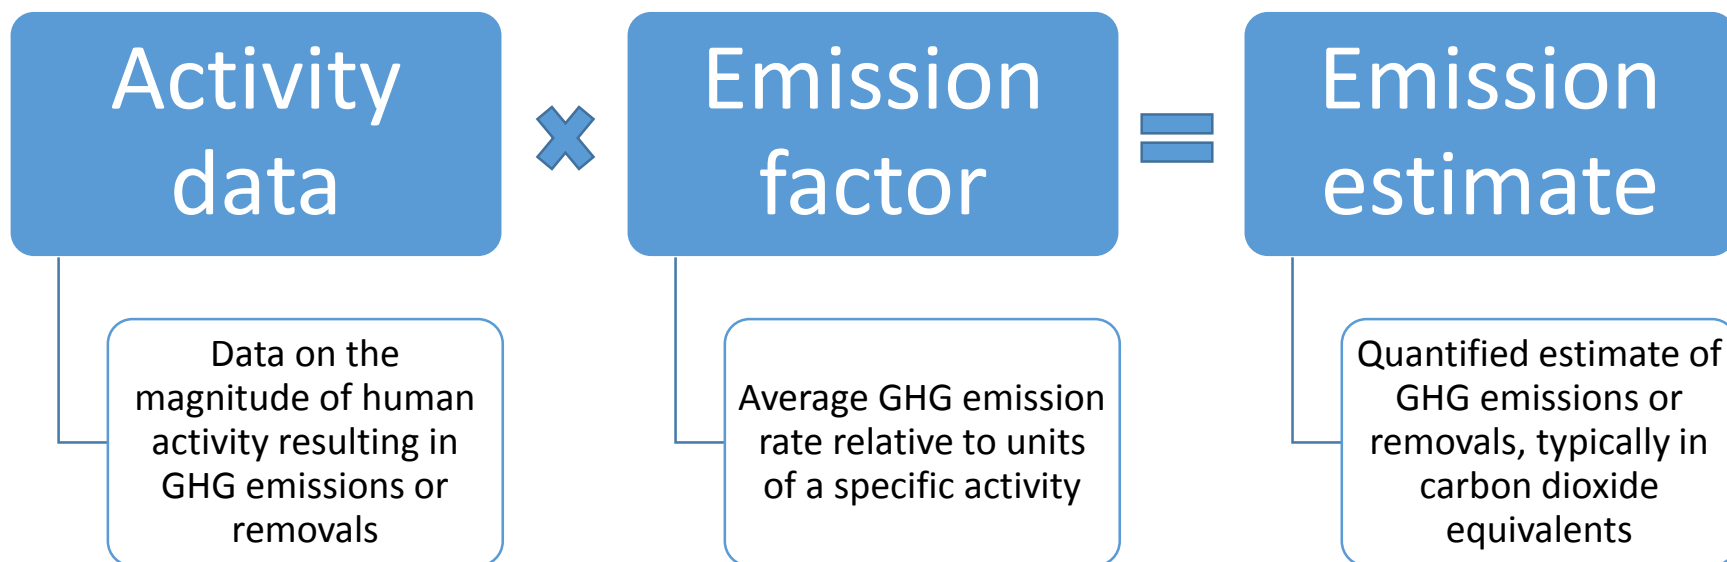 Activity
data
Emission
factor
Emission
estimate
Data on the
magnitude of human
activity resulting in
GHG emissions or
removals
Average GHG emission
rate relative to units
of a specific activity
Quantified estimate of
GHG emissions or
removals, typically in
carbon dioxide
equivalents